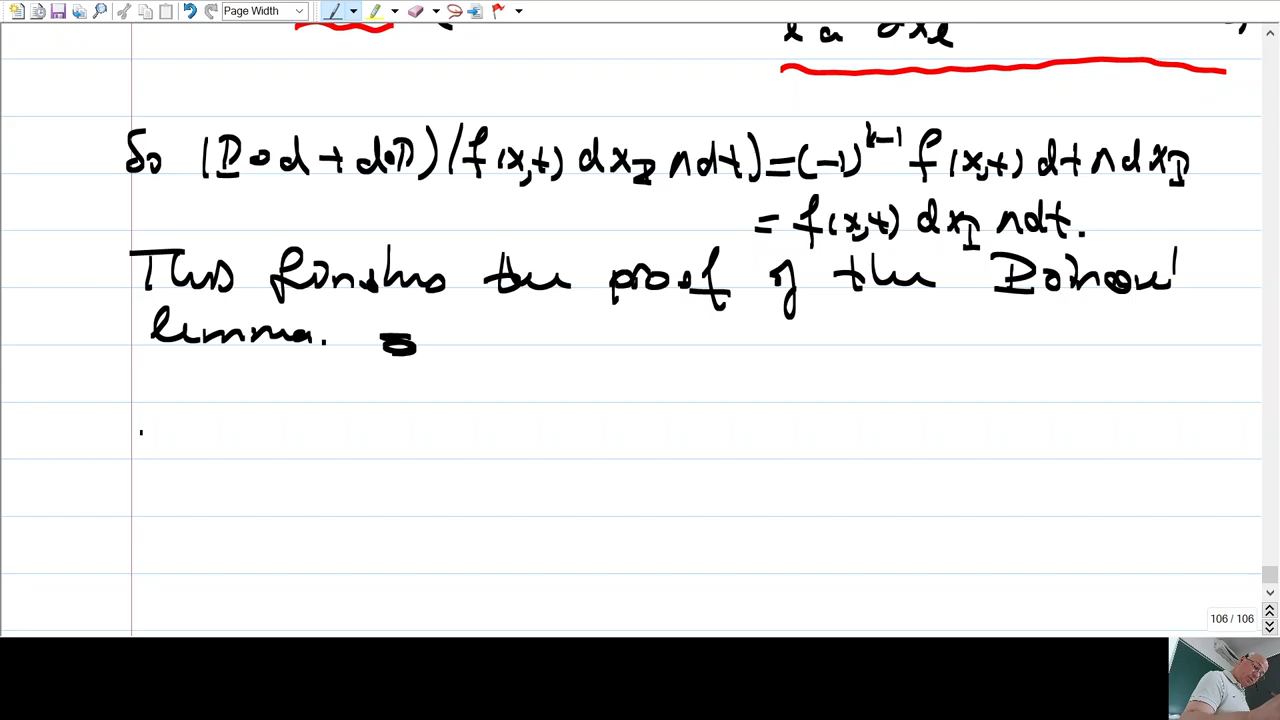 Page Width
So (P∘d + d∘P)(f(x,t) dx_I ∧ dt) = (-1)^{k-1} f(x,t) dt ∧ dx_I
= f(x,t) dx_I ∧ dt.
This finishes the proof of the Poincaré
lemma.
106 / 106